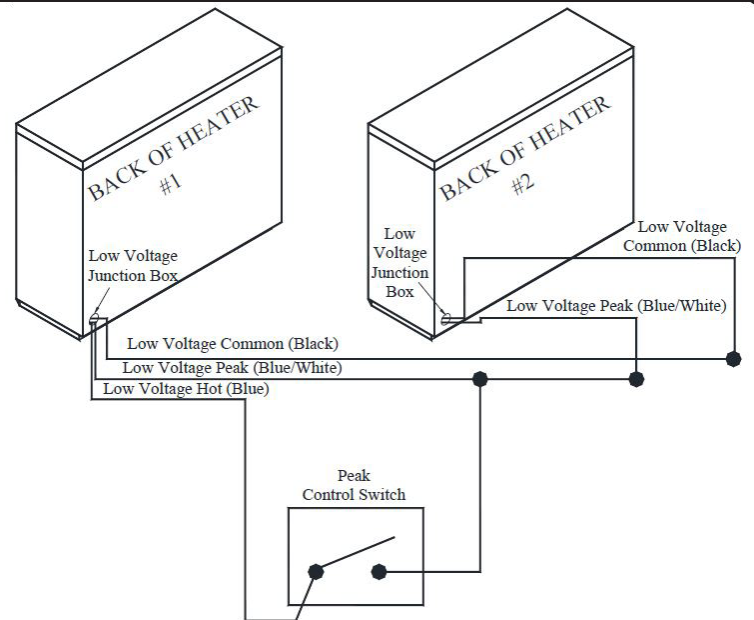 BACK OF HEATER
#1
BACK OF HEATER
#2
Low Voltage
Junction Box
Low
Voltage
Junction
Box
Low Voltage
Common (Black)
Low Voltage Peak (Blue/White)
Low Voltage Common (Black)
Low Voltage Peak (Blue/White)
Low Voltage Hot (Blue)
Peak
Control Switch